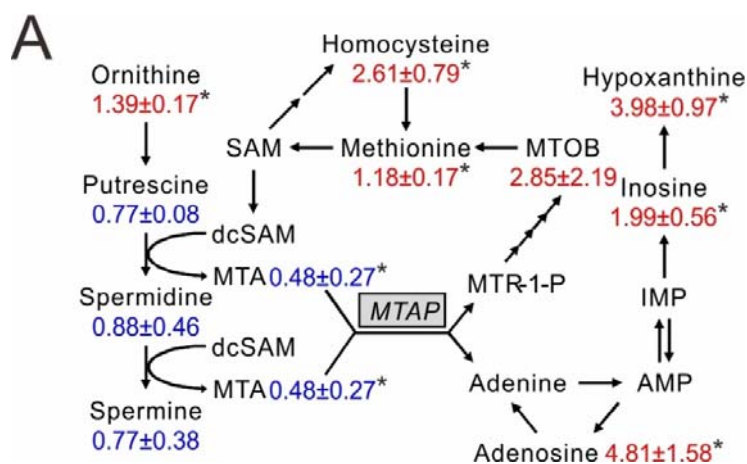 A
Homocysteine
2.61±0.79*
Ornithine
1.39±0.17*
Hypoxanthine
3.98±0.97*
SAM
Methionine
1.18±0.17*
MTOB
2.85±2.19
Putrescine
0.77±0.08
Inosine
1.99±0.56*
dcSAM
MTA 0.48±0.27*
MTR-1-P
IMP
Spermidine
0.88±0.46
MTAP
dcSAM
MTA 0.48±0.27*
Adenine
AMP
Spermine
0.77±0.38
Adenosine 4.81±1.58*